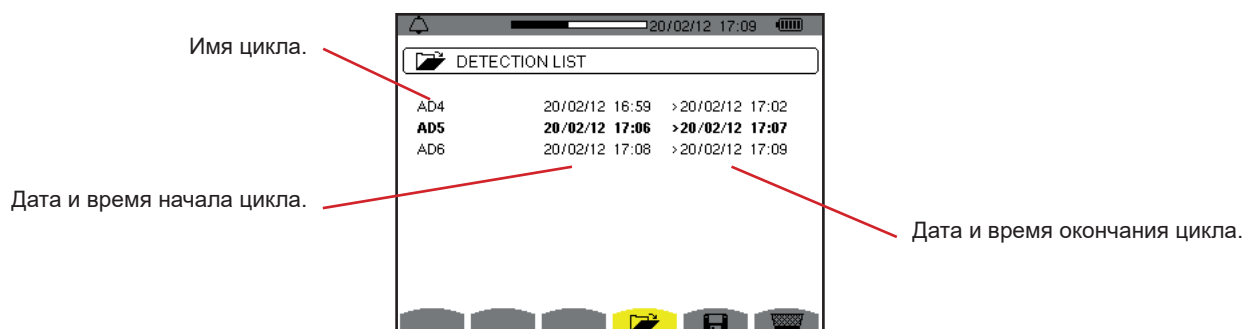 20/02/12 17:09
Имя цикла.
DETECTION LIST
AD4 20/02/12 16:59 >20/02/12 17:02
AD5 20/02/12 17:06 >20/02/12 17:07
AD6 20/02/12 17:08 >20/02/12 17:09
Дата и время начала цикла.
Дата и время окончания цикла.